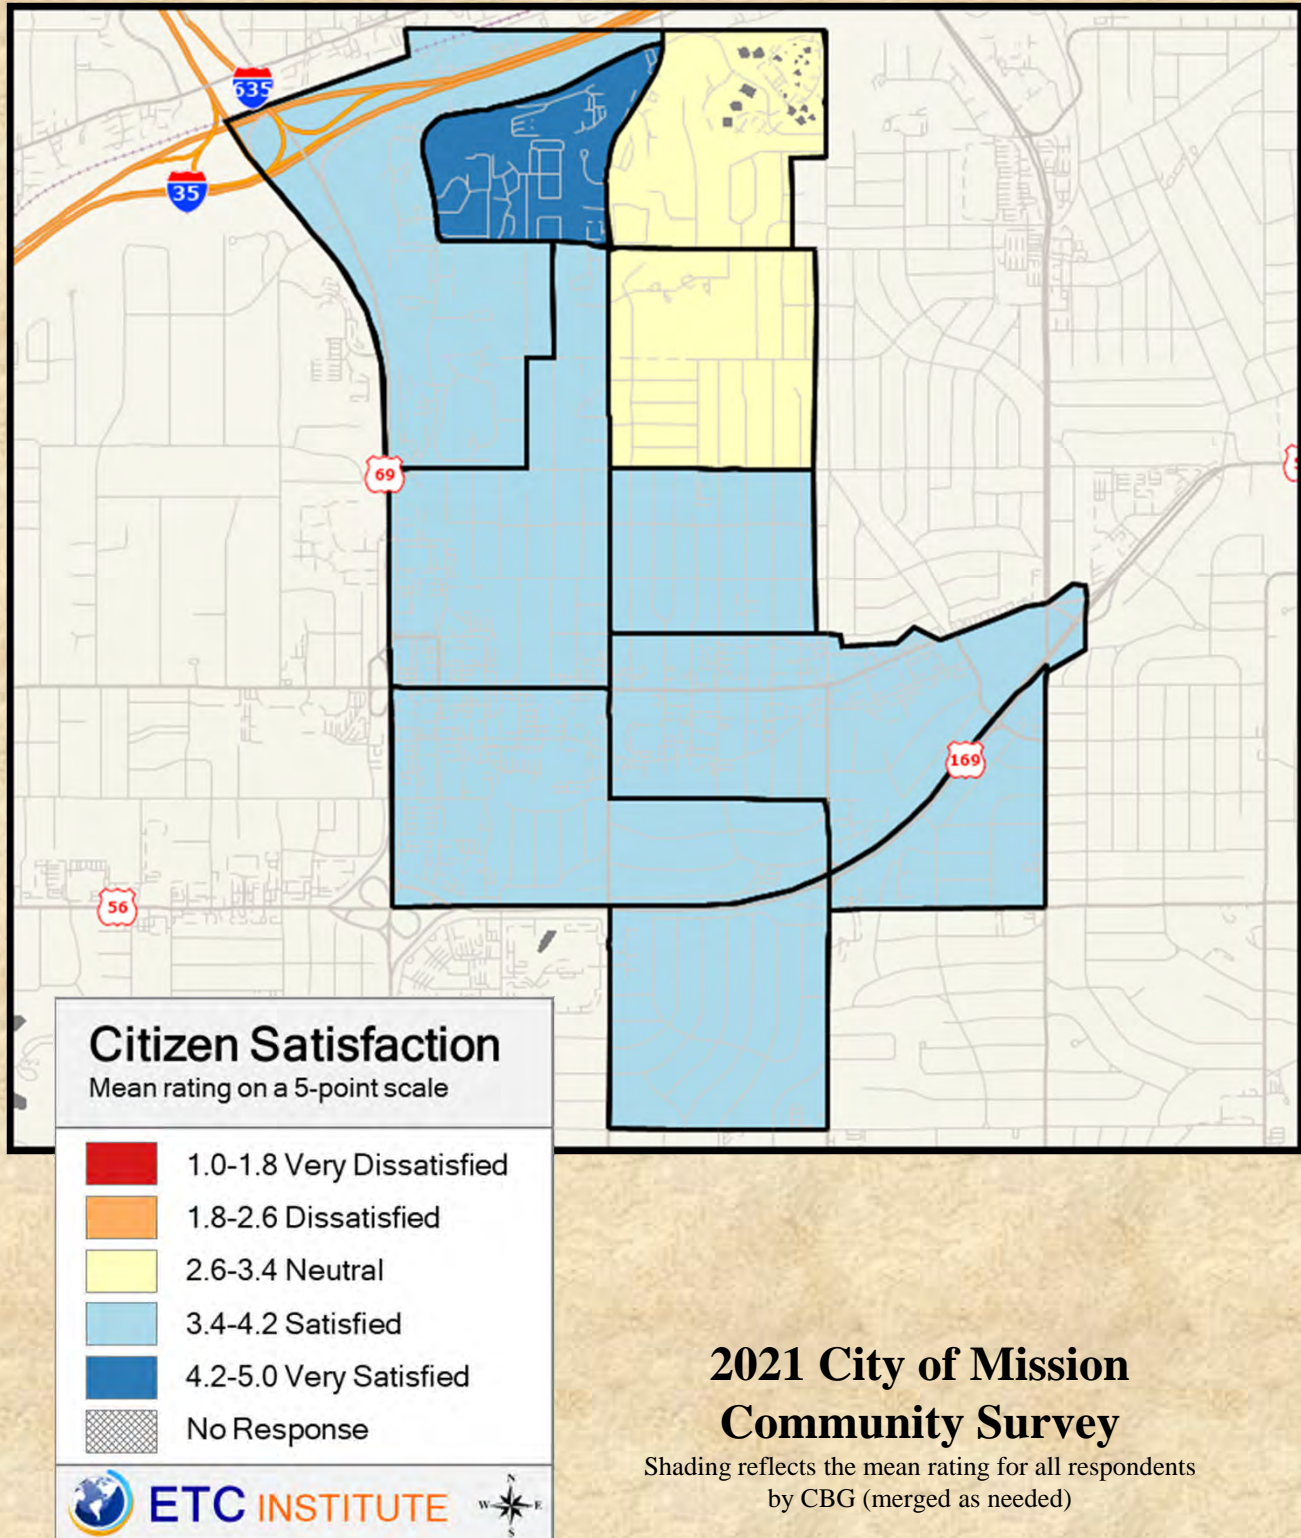 635
35
69
169
56
Citizen Satisfaction
Mean rating on a 5-point scale
1.0-1.8 Very Dissatisfied
1.8-2.6 Dissatisfied
2.6-3.4 Neutral
3.4-4.2 Satisfied
4.2-5.0 Very Satisfied
No Response
ETC INSTITUTE
N
W E
S
2021 City of Mission
Community Survey
Shading reflects the mean rating for all respondents
by CBG (merged as needed)